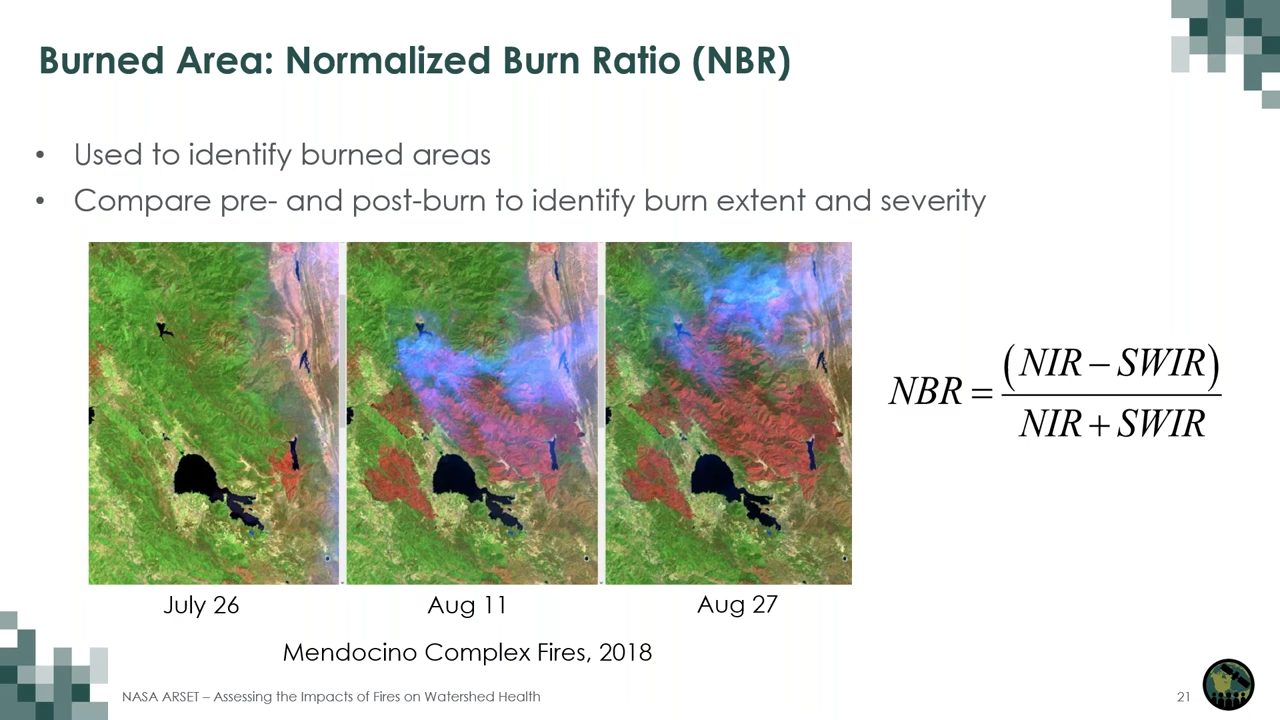 Burned Area: Normalized Burn Ratio (NBR)
• Used to identify burned areas
• Compare pre- and post-burn to identify burn extent and severity
NBR = (NIR − SWIR) / NIR + SWIR
July 26
Aug 11
Aug 27
Mendocino Complex Fires, 2018
NASA ARSET – Assessing the Impacts of Fires on Watershed Health
21